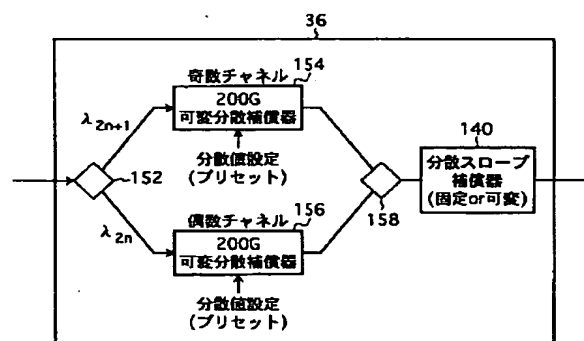 36
奇数チャネル
154
200G
可変分散補償器
λ2n+1
分散値設定
(プリセット)
152
140
分散スロープ
補償器
(固定or可変)
158
偶数チャネル
156
λ2n
200G
可変分散補償器
分散値設定
(プリセット)